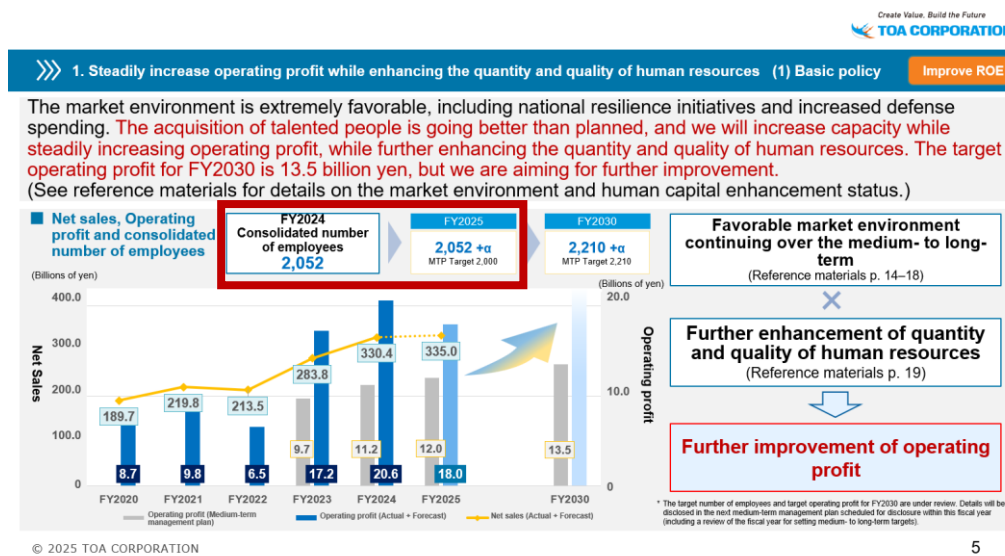 Create Value. Build the Future
TOA CORPORATION
1. Steadily increase operating profit while enhancing the quantity and quality of human resources (1) Basic policy
Improve ROE
The market environment is extremely favorable, including national resilience initiatives and increased defense
spending. The acquisition of talented people is going better than planned, and we will increase capacity while
steadily increasing operating profit, while further enhancing the quantity and quality of human resources. The target
operating profit for FY2030 is 13.5 billion yen, but we are aiming for further improvement.
(See reference materials for details on the market environment and human capital enhancement status.)
Net sales, Operating
profit and consolidated
number of employees
(Billions of yen)
FY2024
Consolidated number
of employees
2,052
FY2025
2,052 +α
MTP Target 2,000
FY2030
2,210 +α
MTP Target 2,210
(Billions of yen)
400.0
300.0
200.0
100.0
0
Net Sales
20.0
10.0
0
Operating profit
189.7
219.8
213.5
283.8
330.4
335.0
9.7
11.2
12.0
13.5
8.7
9.8
6.5
17.2
20.6
18.0
FY2020
FY2021
FY2022
FY2023
FY2024
FY2025
FY2030
Operating profit (Medium-term
management plan)
Operating profit (Actual + Forecast)
Net sales (Actual + Forecast)
Favorable market environment
continuing over the medium- to long-
term
(Reference materials p. 14–18)
×
Further enhancement of quantity
and quality of human resources
(Reference materials p. 19)
Further improvement of operating
profit
* The target number of employees and target operating profit for FY2030 are under review. Details will be
disclosed in the next medium-term management plan scheduled for disclosure within this fiscal year
(including a review of the fiscal year for setting medium- to long-term targets).
© 2025 TOA CORPORATION
5